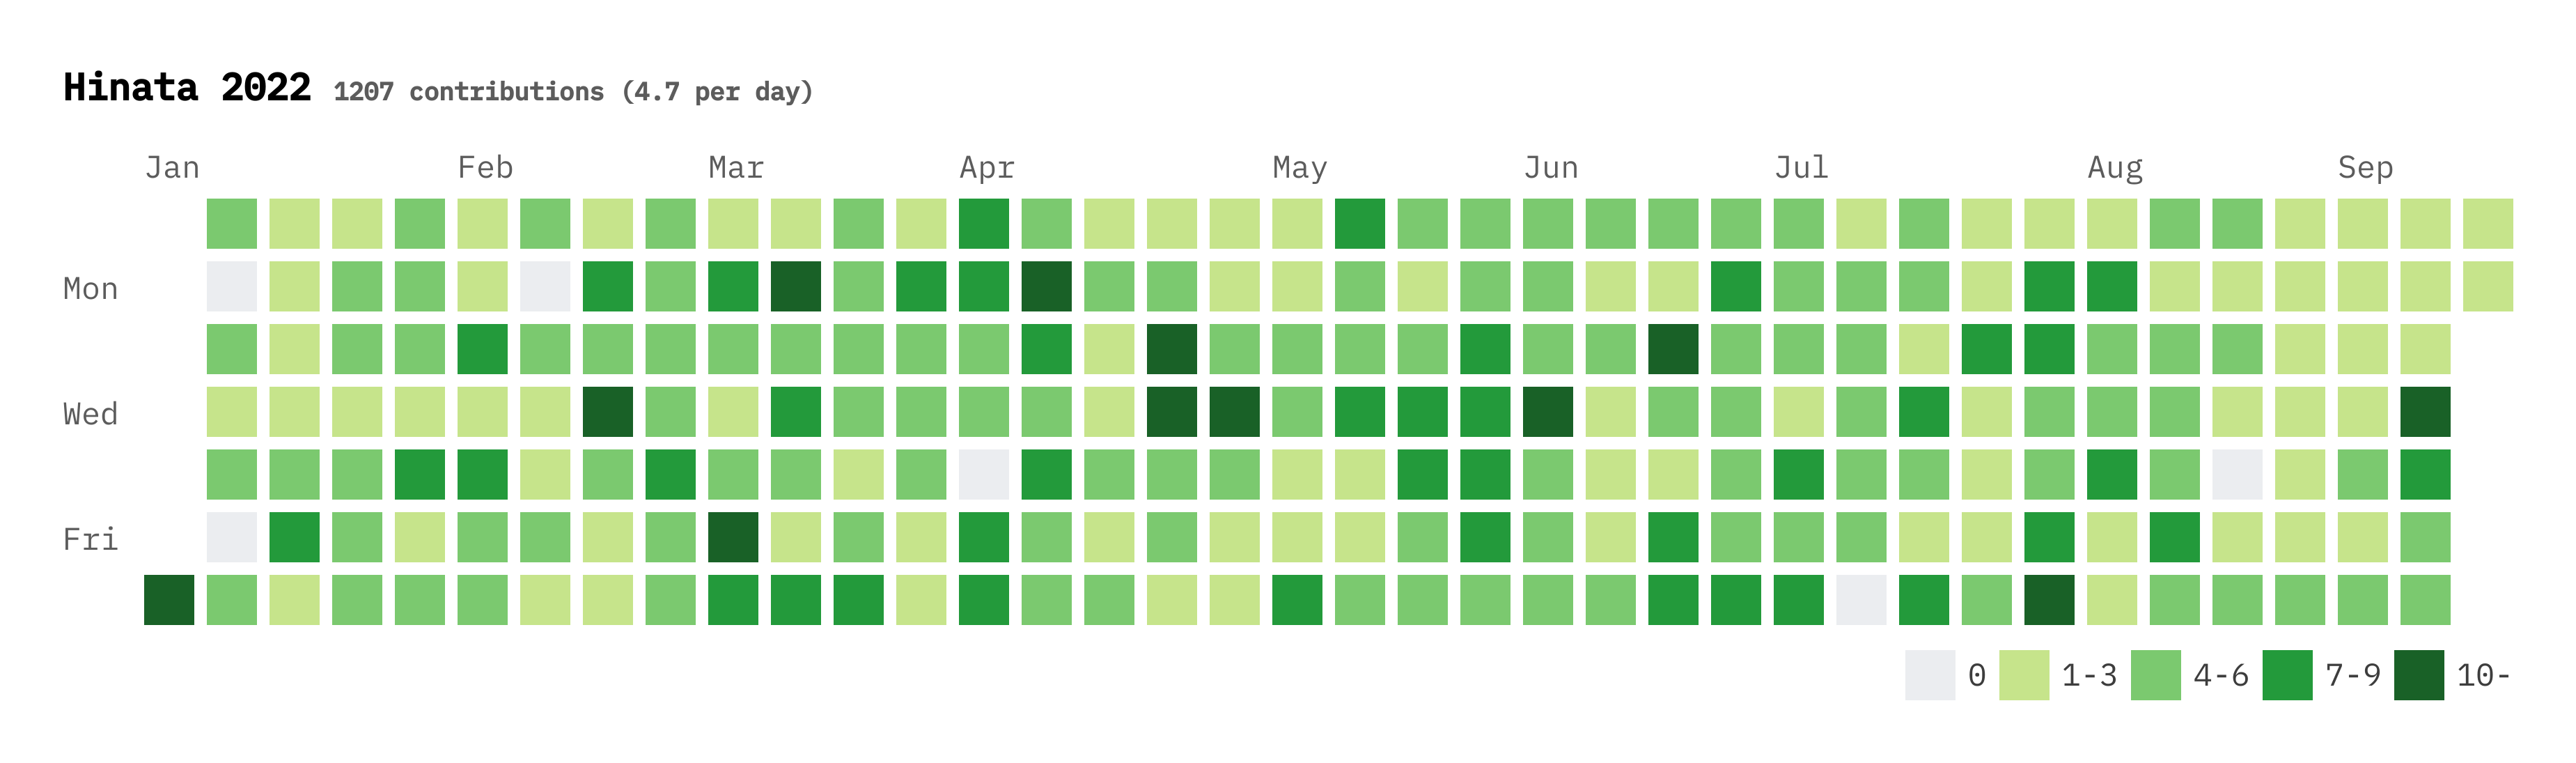 Hinata 2022 1207 contributions (4.7 per day)
Jan Feb Mar Apr May Jun Jul Aug Sep
Mon
Wed
Fri
0 1-3 4-6 7-9 10-